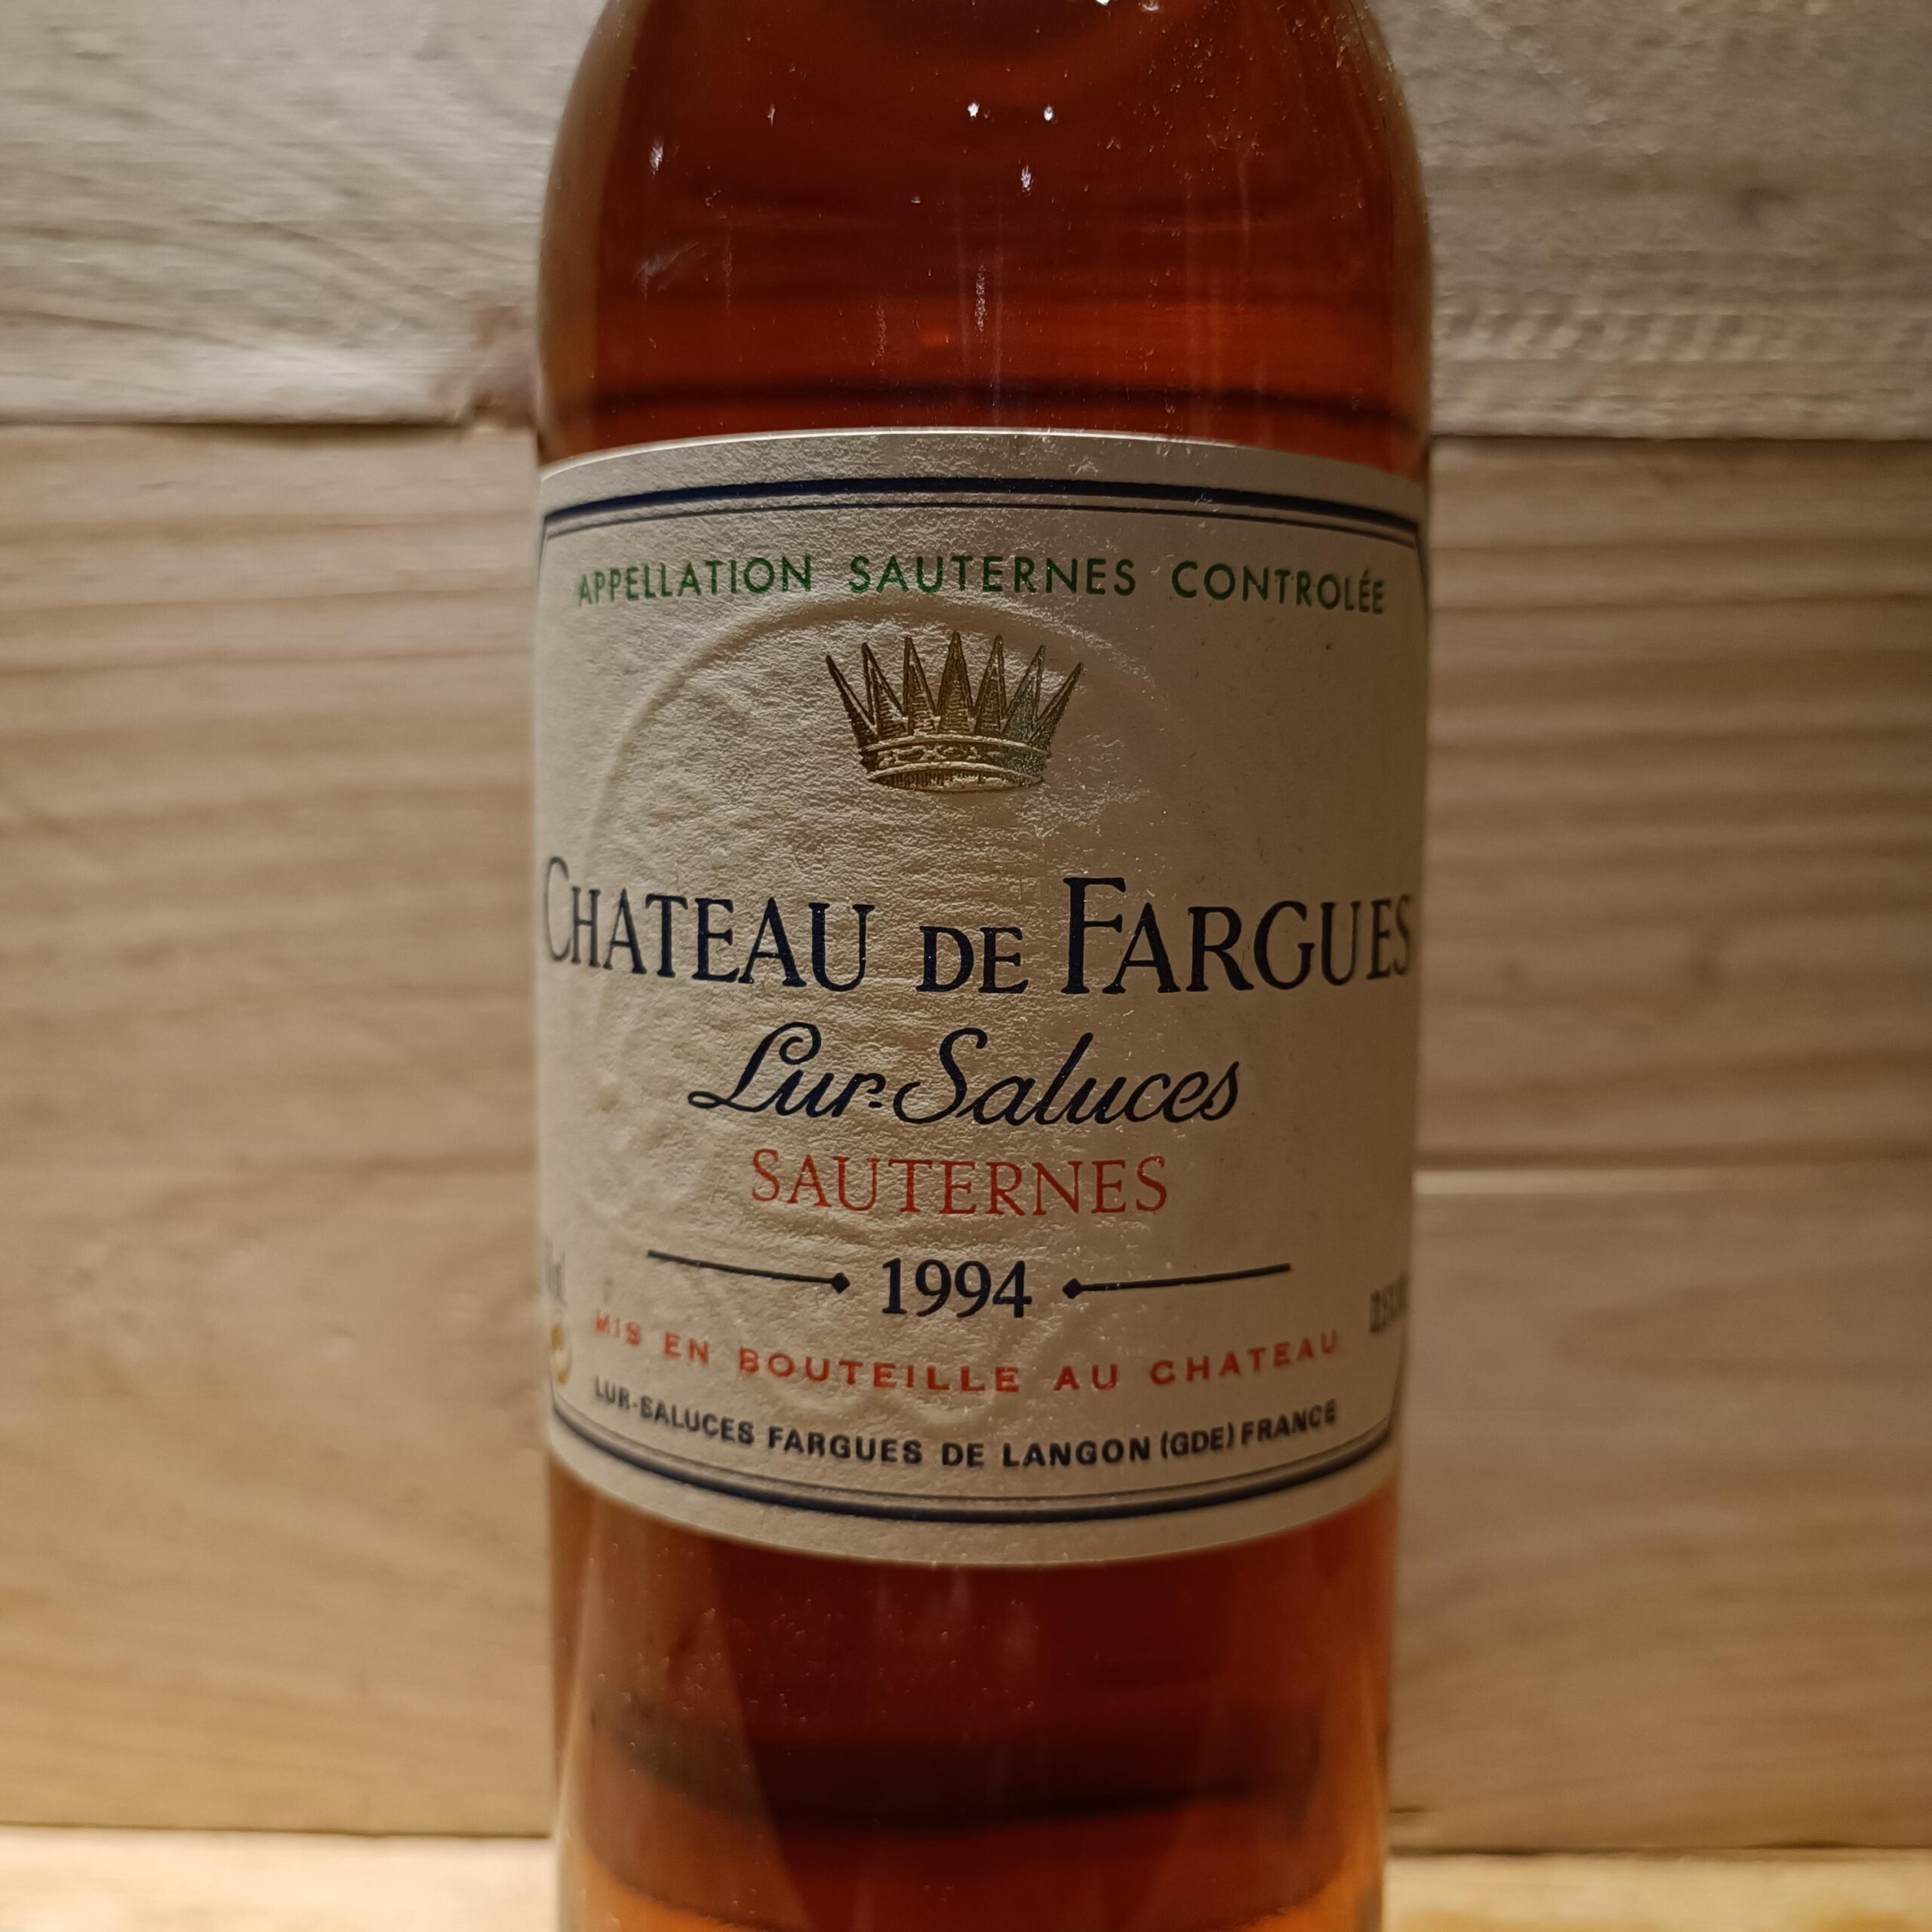 APPELLATION SAUTERNES CONTROLÉE
CHATEAU DE FARGUES
Lur-Saluces
SAUTERNES
1994
MIS EN BOUTEILLE AU CHATEAU
LUR-SALUCES FARGUES DE LANGON (GDE) FRANCE